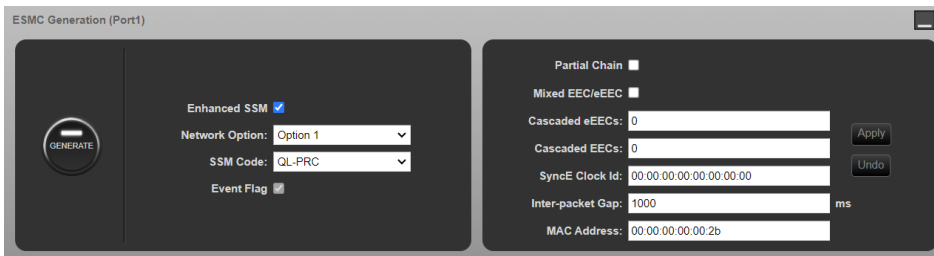 ESMC Generation (Port1)
GENERATE
Enhanced SSM
Network Option: Option 1
SSM Code: QL-PRC
Event Flag
Partial Chain
Mixed EEC/eEEC
Cascaded eEECs: 0
Cascaded EECs: 0
SyncE Clock Id: 00:00:00:00:00:00:00:00
Inter-packet Gap: 1000 ms
MAC Address: 00:00:00:00:00:2b
Apply
Undo